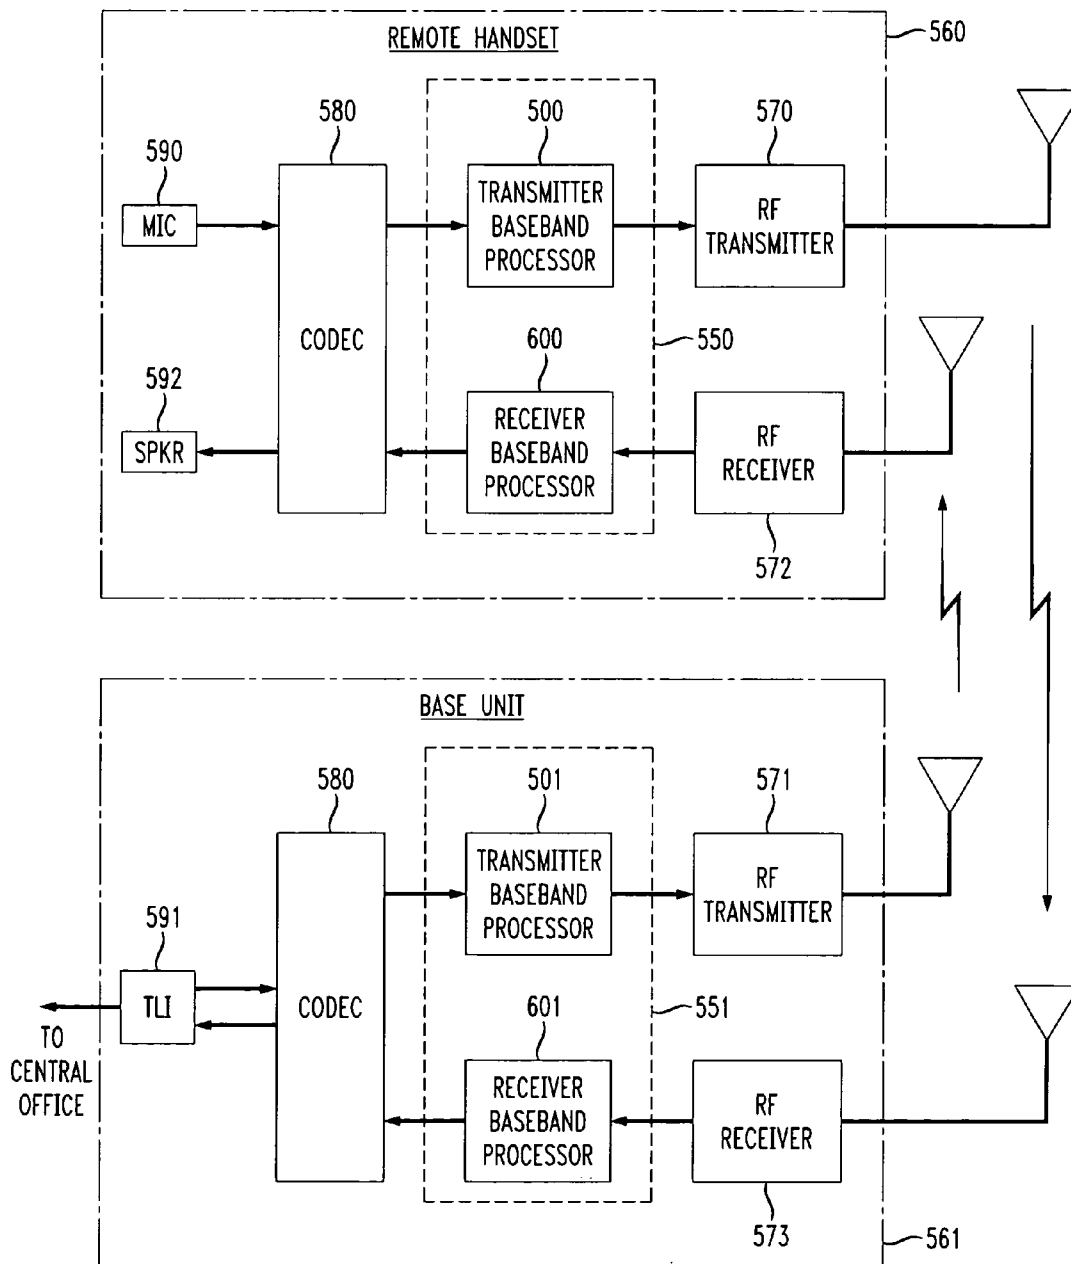 REMOTE HANDSET
560
580
500
570
590
MIC
TRANSMITTER
BASEBAND
PROCESSOR
RF
TRANSMITTER
CODEC
600
550
592
SPKR
RECEIVER
BASEBAND
PROCESSOR
RF
RECEIVER
572
BASE UNIT
580
501
571
TRANSMITTER
BASEBAND
PROCESSOR
RF
TRANSMITTER
591
TLI
CODEC
601
551
TO
CENTRAL
OFFICE
RECEIVER
BASEBAND
PROCESSOR
RF
RECEIVER
573
561